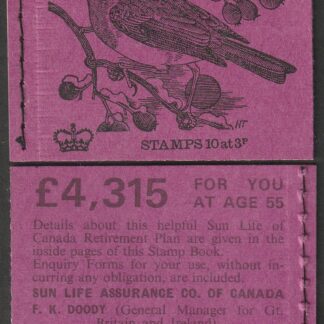 HT
STAMPS 10 at 3P
£4,315 FOR YOU
AT AGE 55
Details about this helpful Sun Life of
Canada Retirement Plan are given in the
inside pages of this Stamp Book.
Enquiry Forms for your use, without in-
curring any obligation, are included.
SUN LIFE ASSURANCE CO. OF CANADA
F. K. DOODY (General Manager for Gt.
Britain and Ireland)